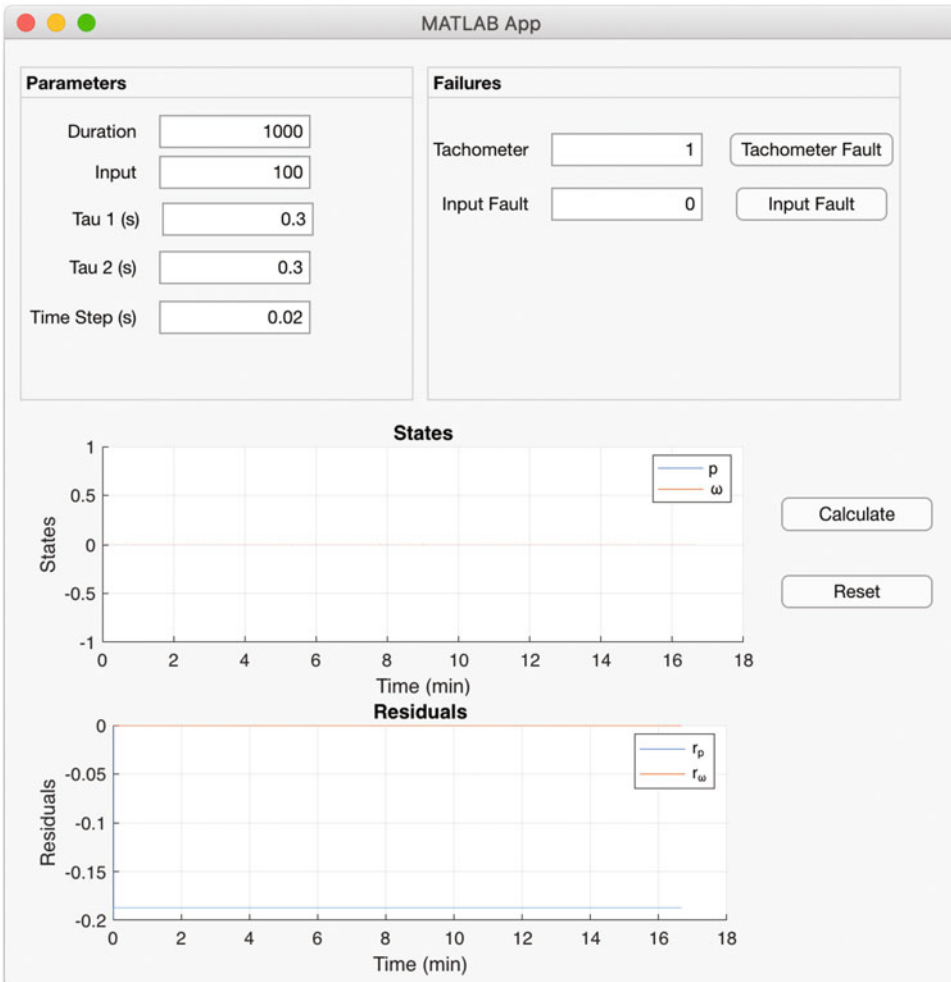 MATLAB App
Parameters
Duration 1000
Input 100
Tau 1 (s) 0.3
Tau 2 (s) 0.3
Time Step (s) 0.02
Failures
Tachometer 1 Tachometer Fault
Input Fault 0 Input Fault
States
1
0.5
0
-0.5
-1
States
p
ω
0 2 4 6 8 10 12 14 16 18
Time (min)
Calculate
Reset
Residuals
0
-0.05
-0.1
-0.15
-0.2
Residuals
rp
rω
0 2 4 6 8 10 12 14 16 18
Time (min)